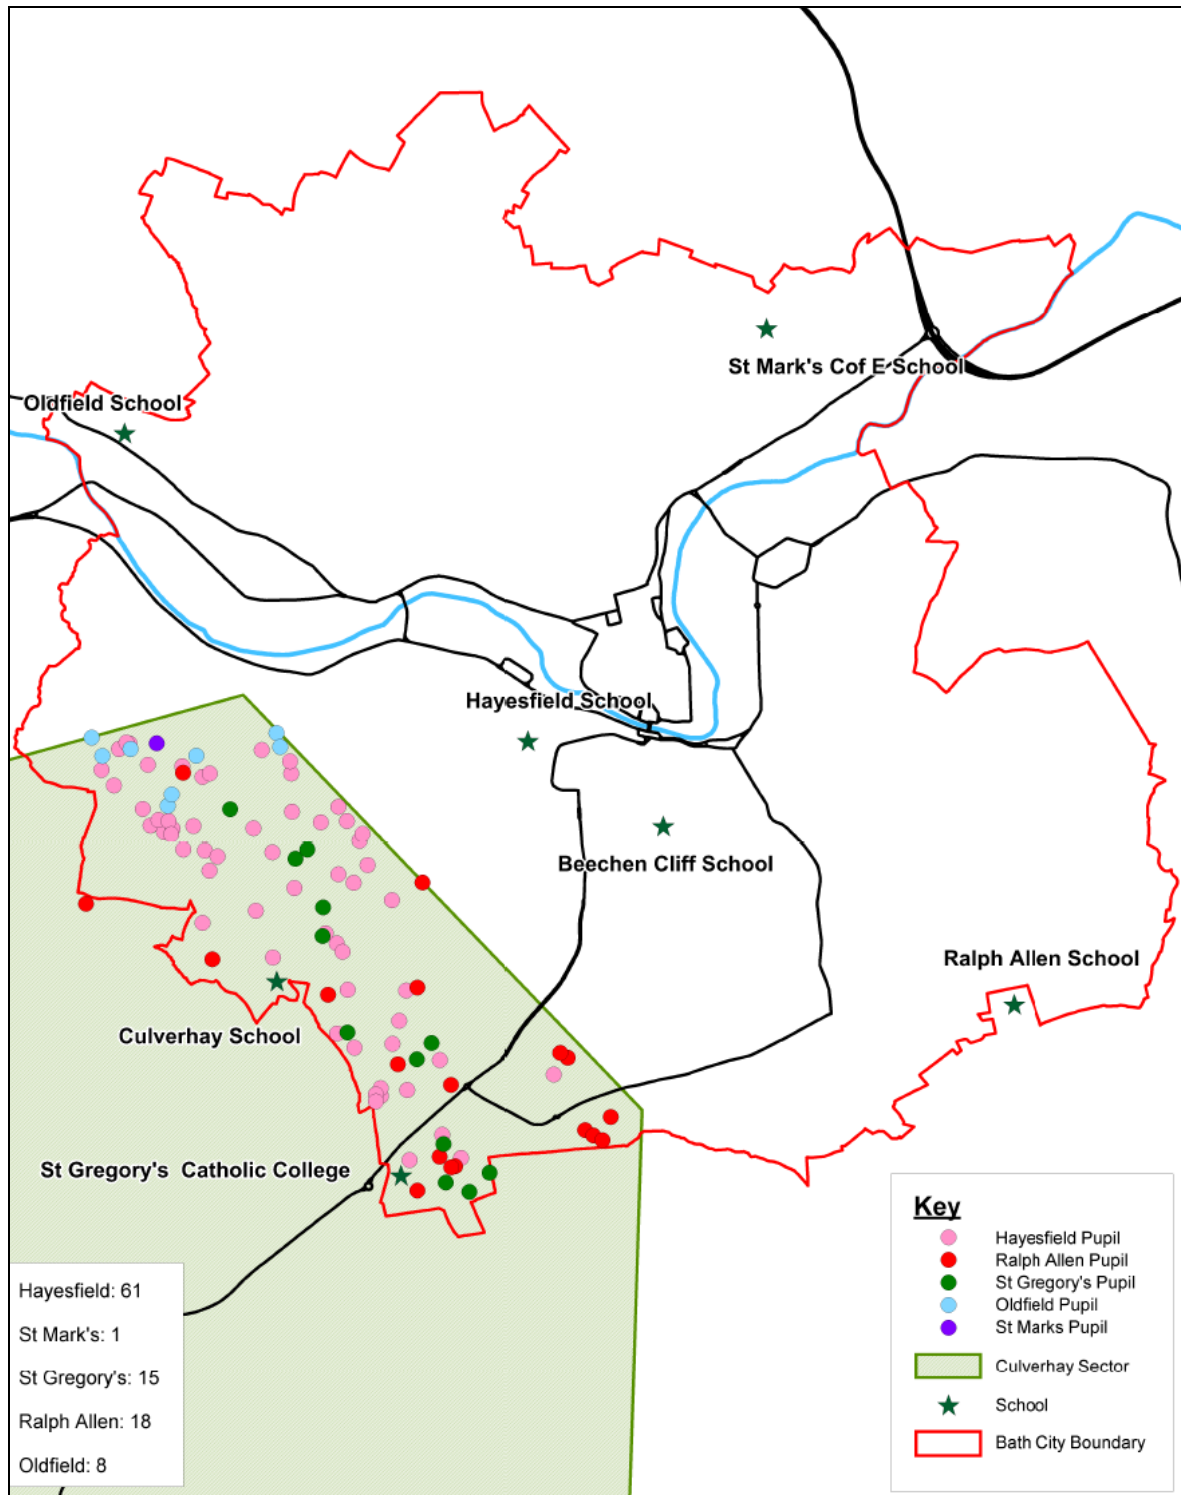 St Mark's Cof E School
Oldfield School
Hayesfield School
Beechen Cliff School
Ralph Allen School
Culverhay School
St Gregory's Catholic College
Key
Hayesfield Pupil
Ralph Allen Pupil
St Gregory's Pupil
Oldfield Pupil
St Marks Pupil
Culverhay Sector
School
Bath City Boundary
Hayesfield: 61
St Mark's: 1
St Gregory's: 15
Ralph Allen: 18
Oldfield: 8